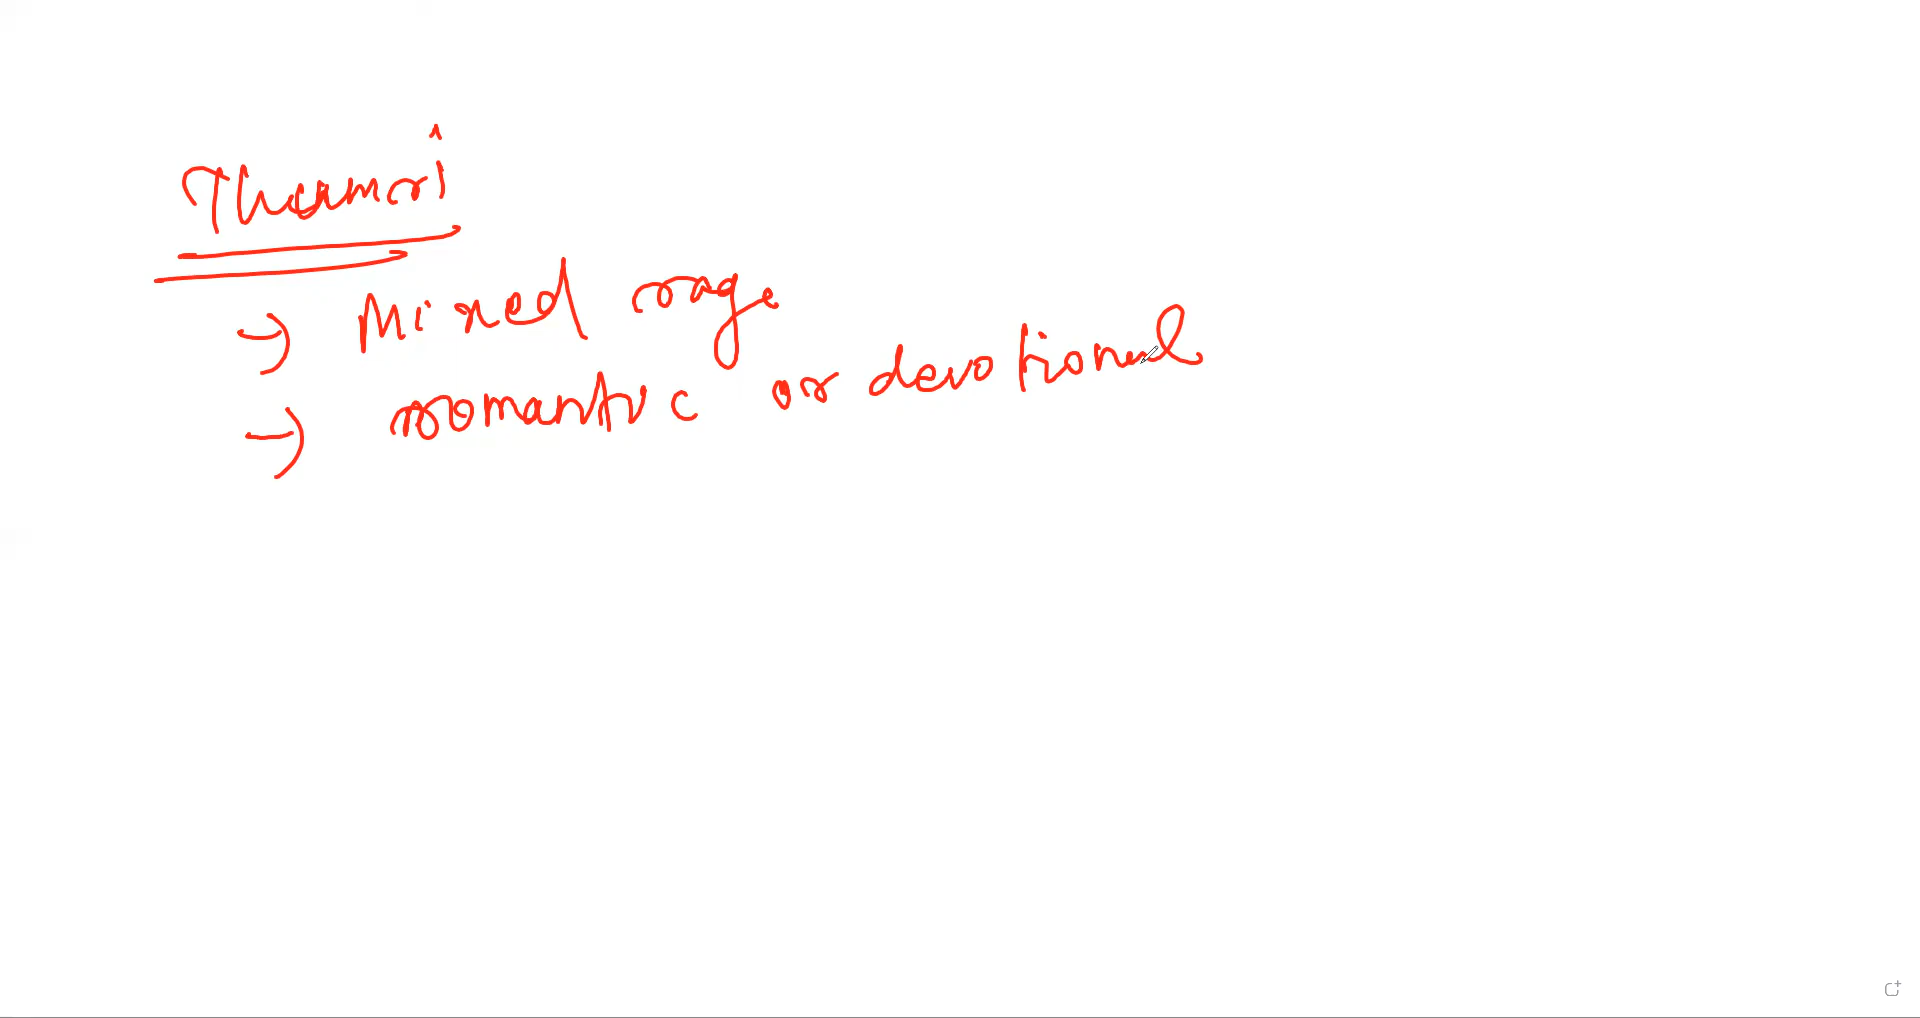 Thumri
→ Mixed raga
→ romantic or devotional